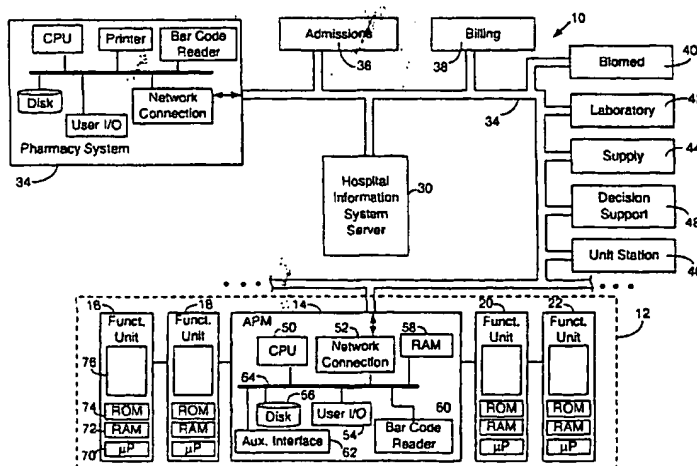 10
CPU
Printer
Bar Code
Reader
Disk
User I/O
Network
Connection
Pharmacy System
34
Admissions
36
Billing
38
34
Biomed
40
Laboratory
Supply
44
Decision
Support
48
Unit Station
46
Hospital
Information
System
Server
30
12
16
Funct.
Unit
76
74
ROM
72
RAM
70
µP
18
Funct.
Unit
ROM
RAM
µP
APM
14
50
CPU
52
Network
Connection
58
RAM
64
56
Disk
User I/O
54
60
Bar Code
Reader
Aux. Interface
62
20
Funct.
Unit
ROM
RAM
µP
22
Funct.
Unit
ROM
RAM
µP